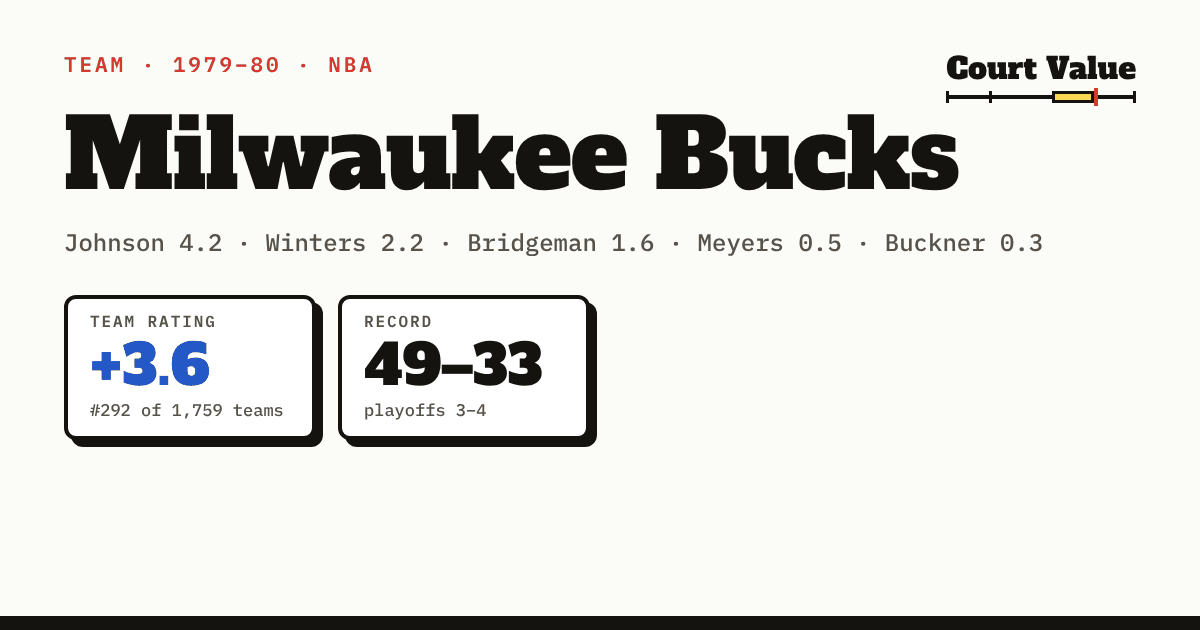 TEAM · 1979–80 · NBA
Court Value
Milwaukee Bucks
Johnson 4.2 · Winters 2.2 · Bridgeman 1.6 · Meyers 0.5 · Buckner 0.3
TEAM RATING
+3.6
#292 of 1,759 teams
RECORD
49–33
playoffs 3–4